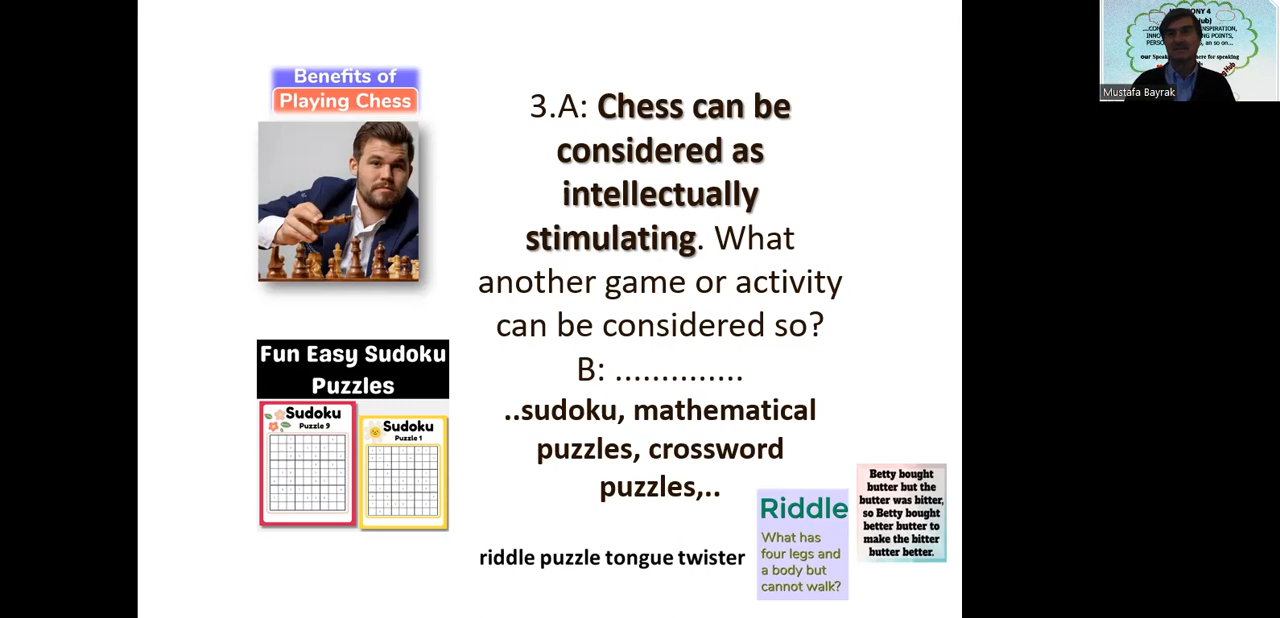 Benefits of
Playing Chess
3.A: Chess can be
considered as
intellectually
stimulating. What
another game or activity
can be considered so?
B: ..............
..sudoku, mathematical
puzzles, crossword
puzzles,..
riddle puzzle tongue twister
Fun Easy Sudoku
Puzzles
Sudoku
Puzzle 9
Sudoku
Puzzle 1
Riddle
What has
four legs and
a body but
cannot walk?
Betty bought
butter but the
butter was bitter,
so Betty bought
better butter to
make the bitter
butter better.
Mustafa Bayrak